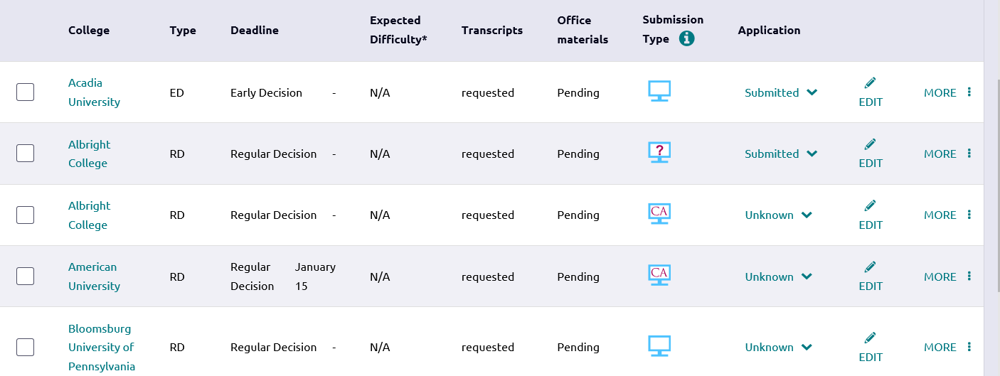 College Type Deadline Expected Difficulty* Transcripts Office materials Submission Type i Application
Acadia University ED Early Decision - N/A requested Pending Submitted EDIT MORE
Albright College RD Regular Decision - N/A requested Pending ? Submitted EDIT MORE
Albright College RD Regular Decision - N/A requested Pending CA Unknown EDIT MORE
American University RD Regular Decision January 15 N/A requested Pending CA Unknown EDIT MORE
Bloomsburg University of Pennsylvania RD Regular Decision - N/A requested Pending Unknown EDIT MORE